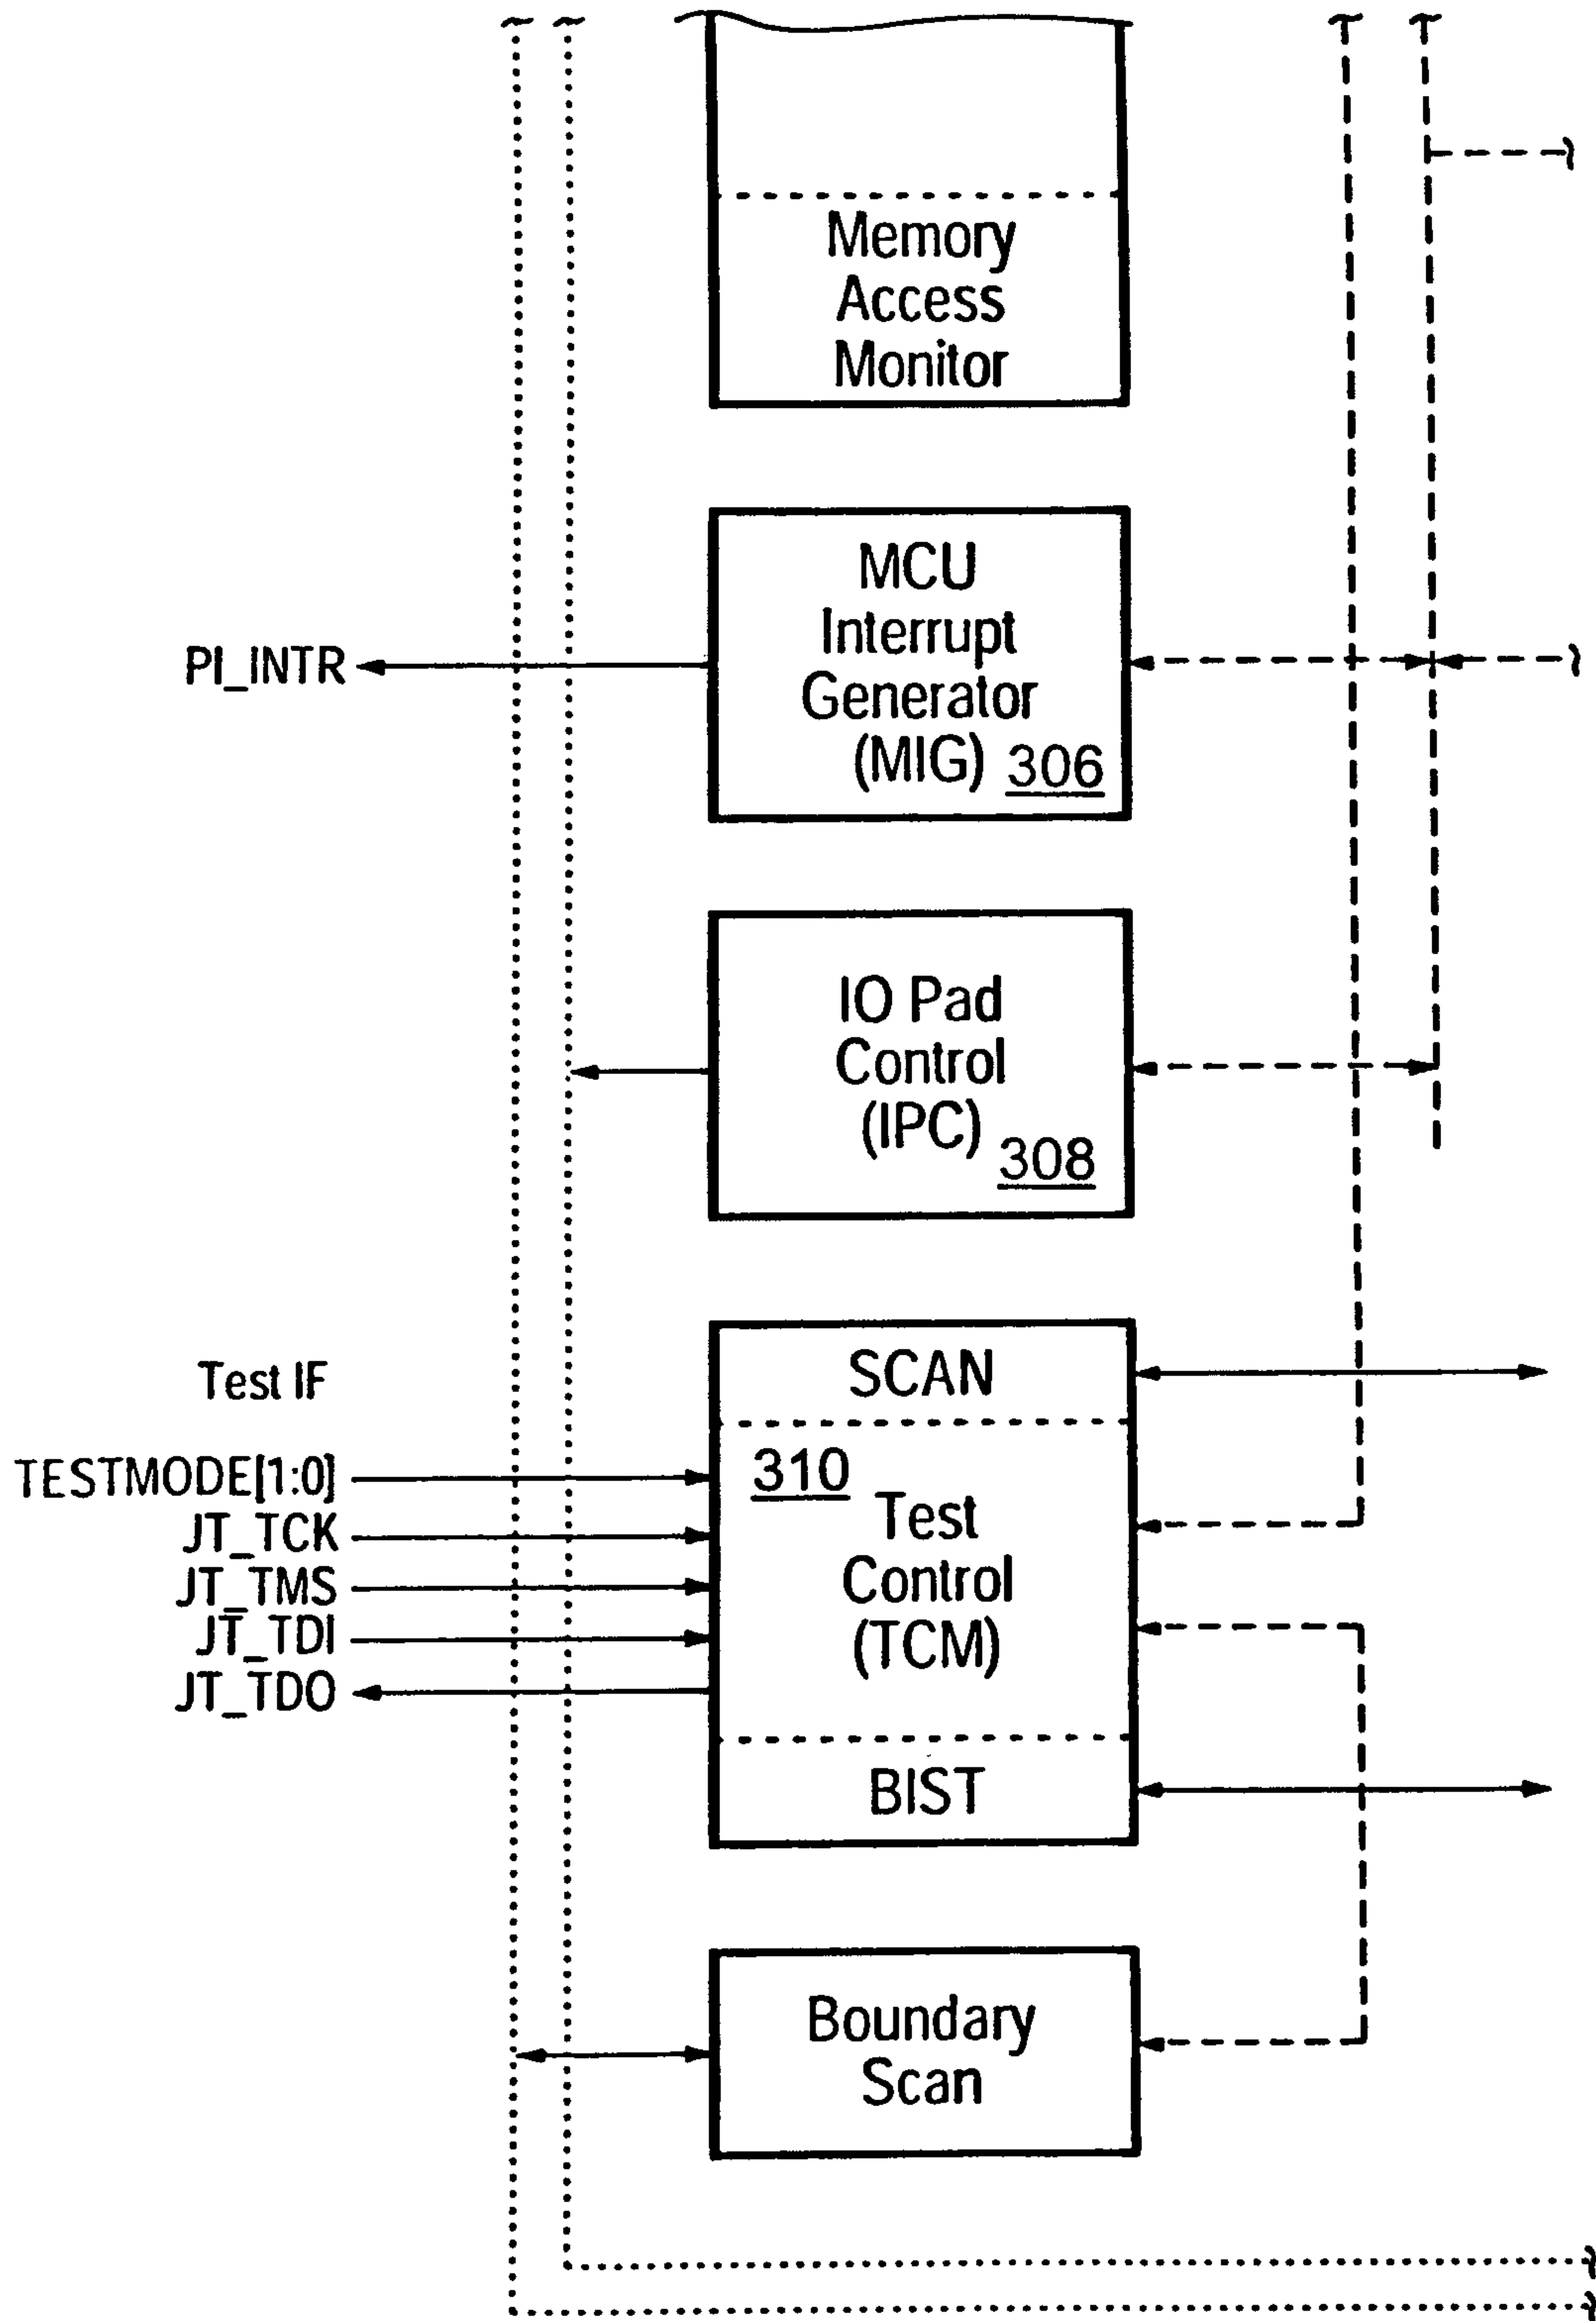 Memory
Access
Monitor
MCU
Interrupt
Generator
(MIG) 306
PI_INTR
IO Pad
Control
(IPC)
308
Test IF
TESTMODE[1:0]
JT_TCK
JT_TMS
JT_TDI
JT_TDO
SCAN
310
Test
Control
(TCM)
BIST
Boundary
Scan